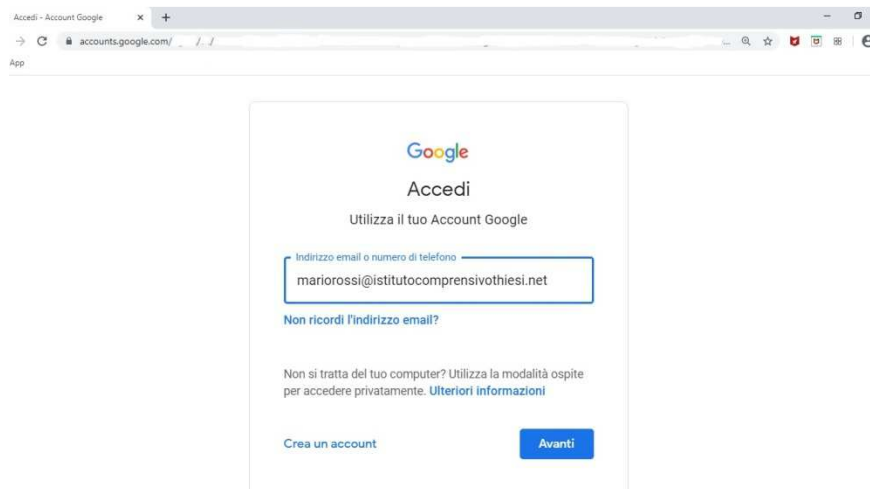 Accedi - Account Google
accounts.google.com/
App
Google
Accedi
Utilizza il tuo Account Google
Indirizzo email o numero di telefono
mariorossi@istitutocomprensivothiesi.net
Non ricordi l'indirizzo email?
Non si tratta del tuo computer? Utilizza la modalità ospite
per accedere privatamente. Ulteriori informazioni
Crea un account
Avanti